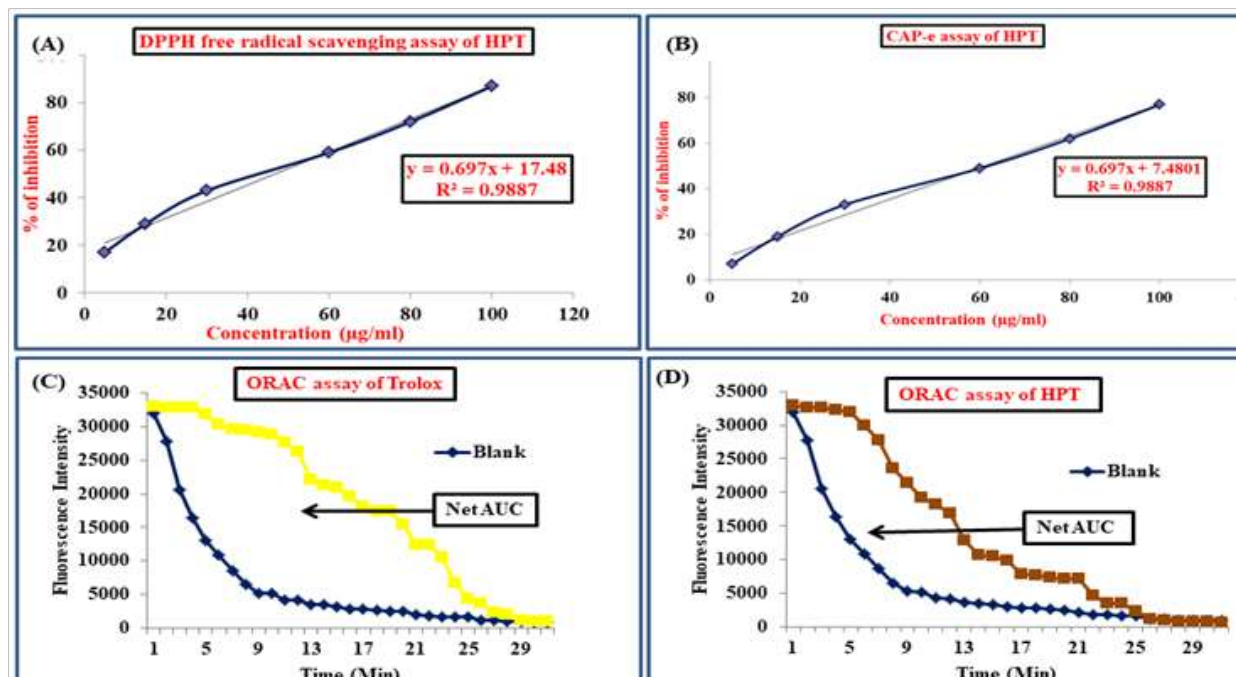 (A)
DPPH free radical scavenging assay of HPT
% of inhibition
80
60
40
20
0
y = 0.697x + 17.48
R² = 0.9887
0 20 40 60 80 100 120
Concentration (µg/ml)
(B)
CAP-e assay of HPT
% of inhibition
80
60
40
20
0
y = 0.697x + 7.4801
R² = 0.9887
0 20 40 60 80 100
Concentration (µg/ml)
(C)
ORAC assay of Trolox
Fluorescence Intensity
35000
30000
25000
20000
15000
10000
5000
0
Blank
Net AUC
1 5 9 13 17 21 25 29
Time (Min)
(D)
ORAC assay of HPT
Fluorescence Intensity
35000
30000
25000
20000
15000
10000
5000
0
Blank
Net AUC
1 5 9 13 17 21 25 29
Time (Min)